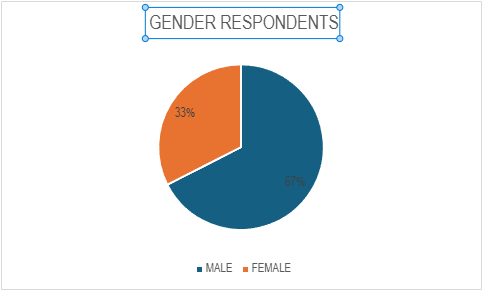 GENDER RESPONDENTS
33%
67%
MALE FEMALE